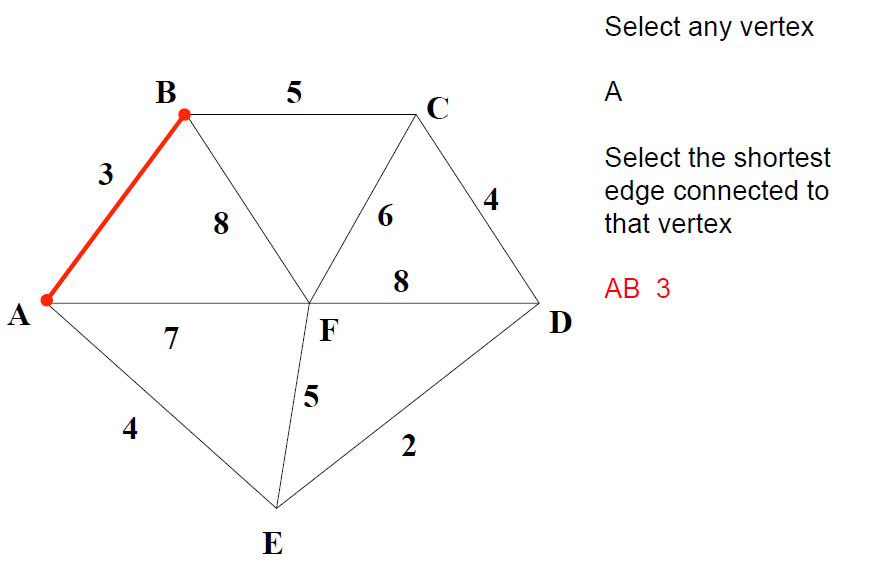 Select any vertex
B
5
C
A
3
Select the shortest
edge connected to
that vertex
8
6
4
8
AB 3
A
7
F
D
5
4
2
E